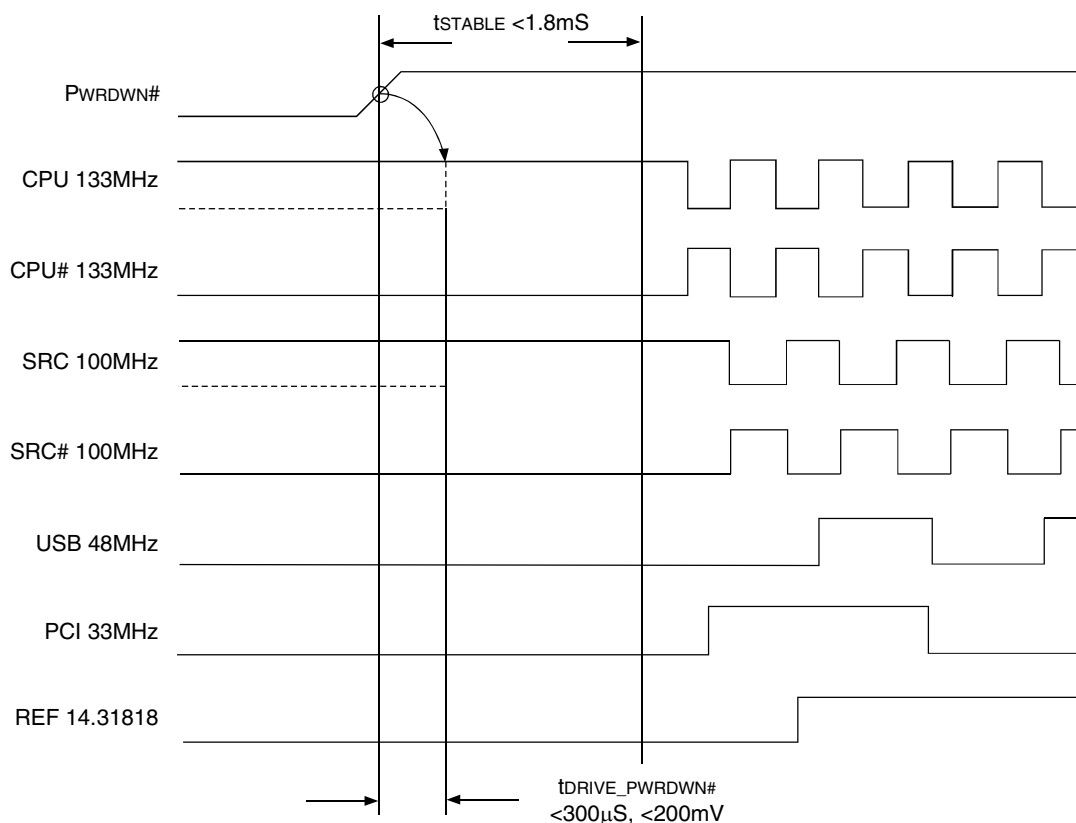 tSTABLE <1.8mS
PWRDWN#
CPU 133MHz
CPU# 133MHz
SRC 100MHz
SRC# 100MHz
USB 48MHz
PCI 33MHz
REF 14.31818
tDRIVE_PWRDWN#
<300μS, <200mV